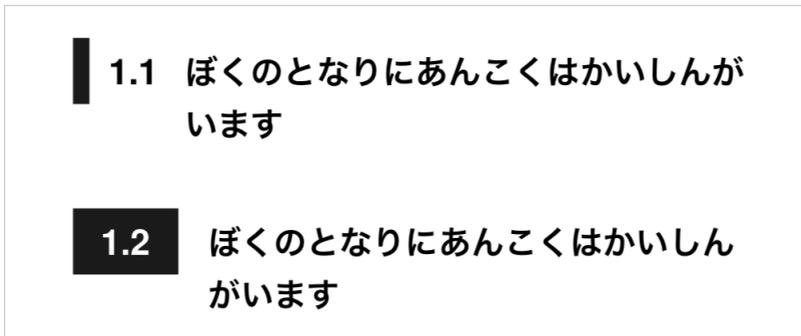 1.1 ぼくのとなりにあんこくはかいしんが
います
1.2 ぼくのとなりにあんこくはかいしん
がいます